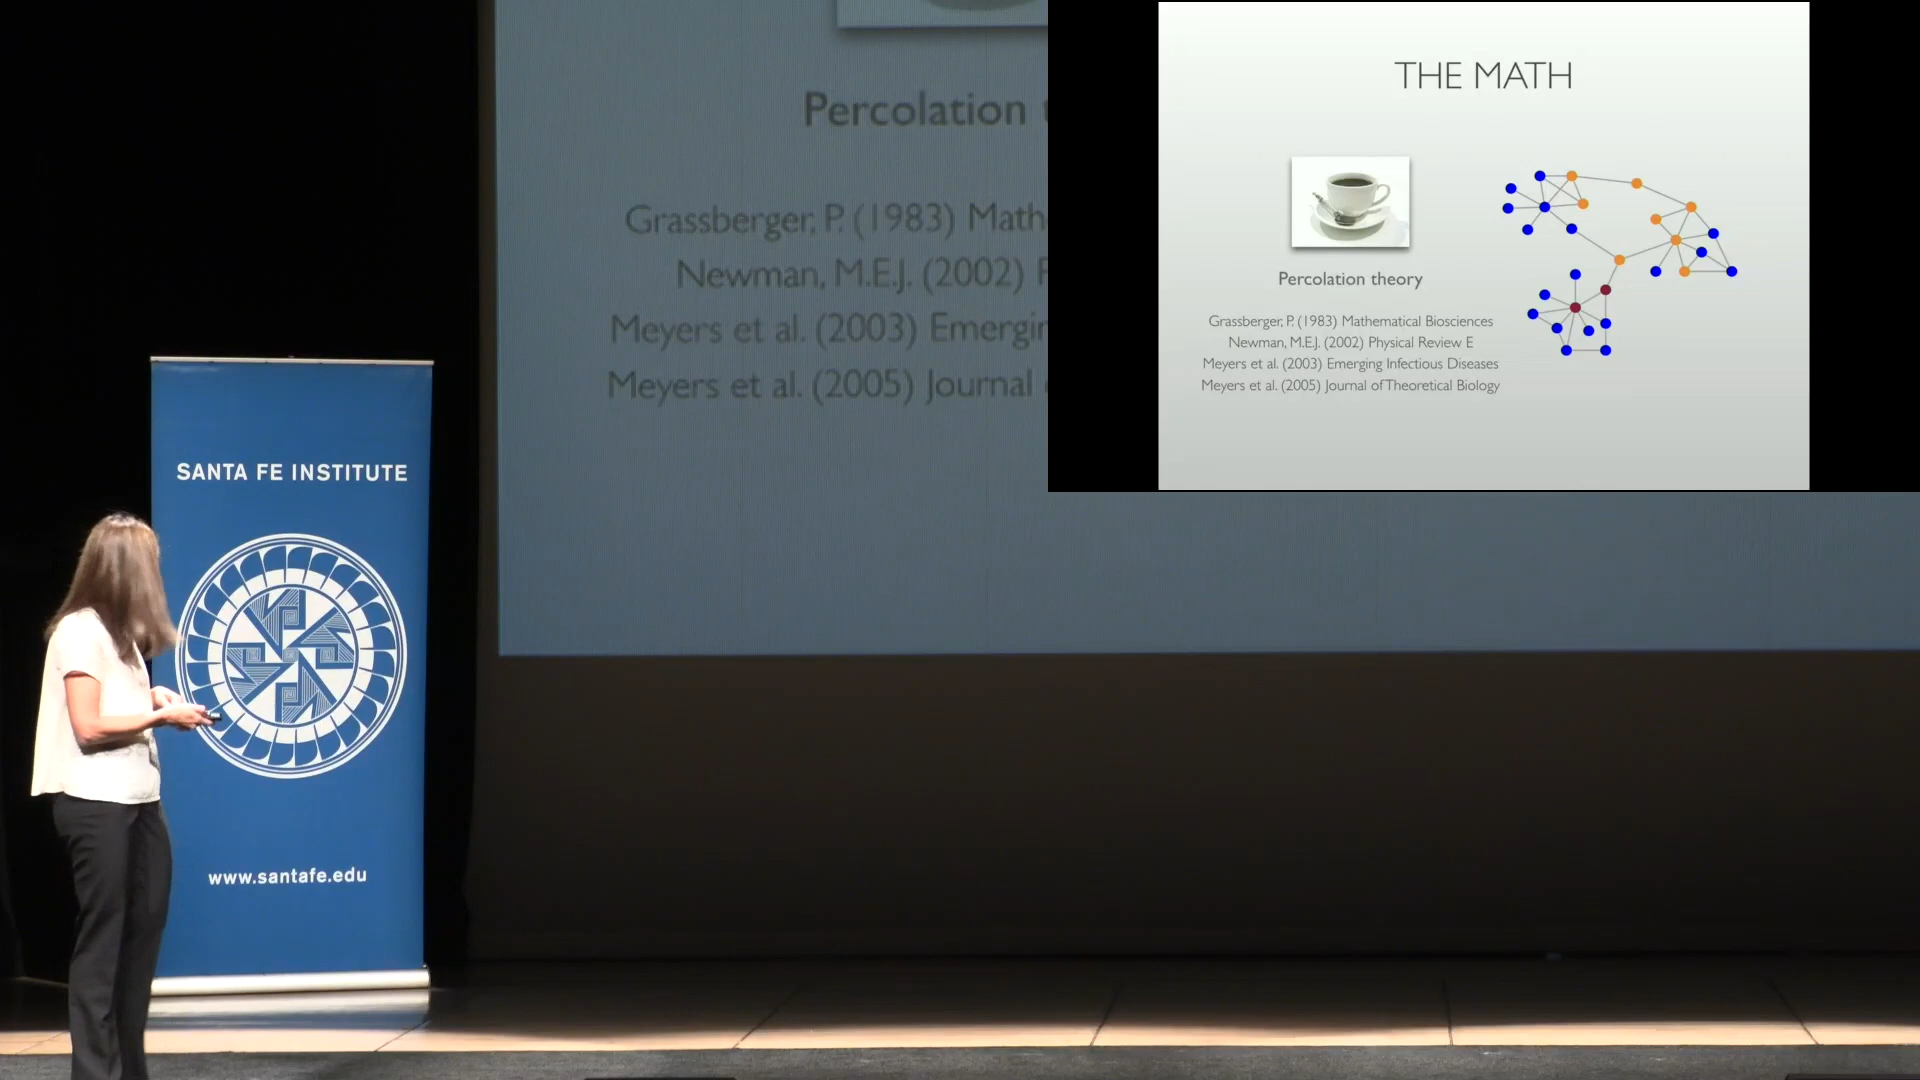 THE MATH
Percolation theory
Grassberger, P. (1983) Mathematical Biosciences
Newman, M.E.J. (2002) Physical Review E
Meyers et al. (2003) Emerging Infectious Diseases
Meyers et al. (2005) Journal of Theoretical Biology
Percolation
Grassberger, P. (1983) Math
Newman, M.E.J. (2002) P
Meyers et al. (2003) Emergin
Meyers et al. (2005) Journal
SANTA FE INSTITUTE
www.santafe.edu